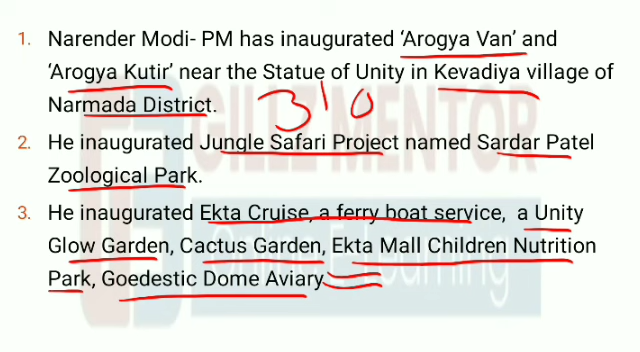 1. Narender Modi- PM has inaugurated ‘Arogya Van’ and
‘Arogya Kutir’ near the Statue of Unity in Kevadiya village of
Narmada District.
2. He inaugurated Jungle Safari Project named Sardar Patel
Zoological Park.
3. He inaugurated Ekta Cruise, a ferry boat service, a Unity
Glow Garden, Cactus Garden, Ekta Mall Children Nutrition
Park, Goedestic Dome Aviary